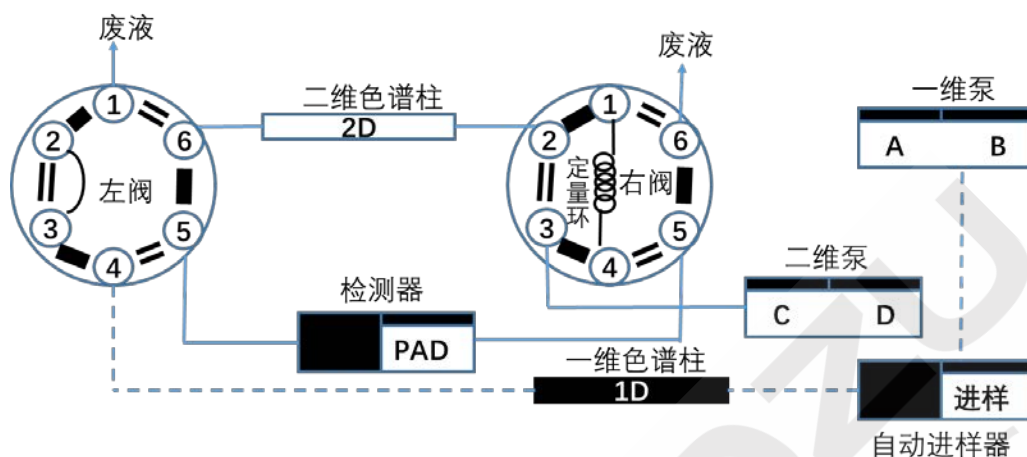 废液
废液
二维色谱柱
2D
一维泵
A B
1
6
2
左阀
3
5
4
1
6
2
定量环
右阀
3
5
4
二维泵
C D
检测器
PAD
一维色谱柱
1D
进样
自动进样器